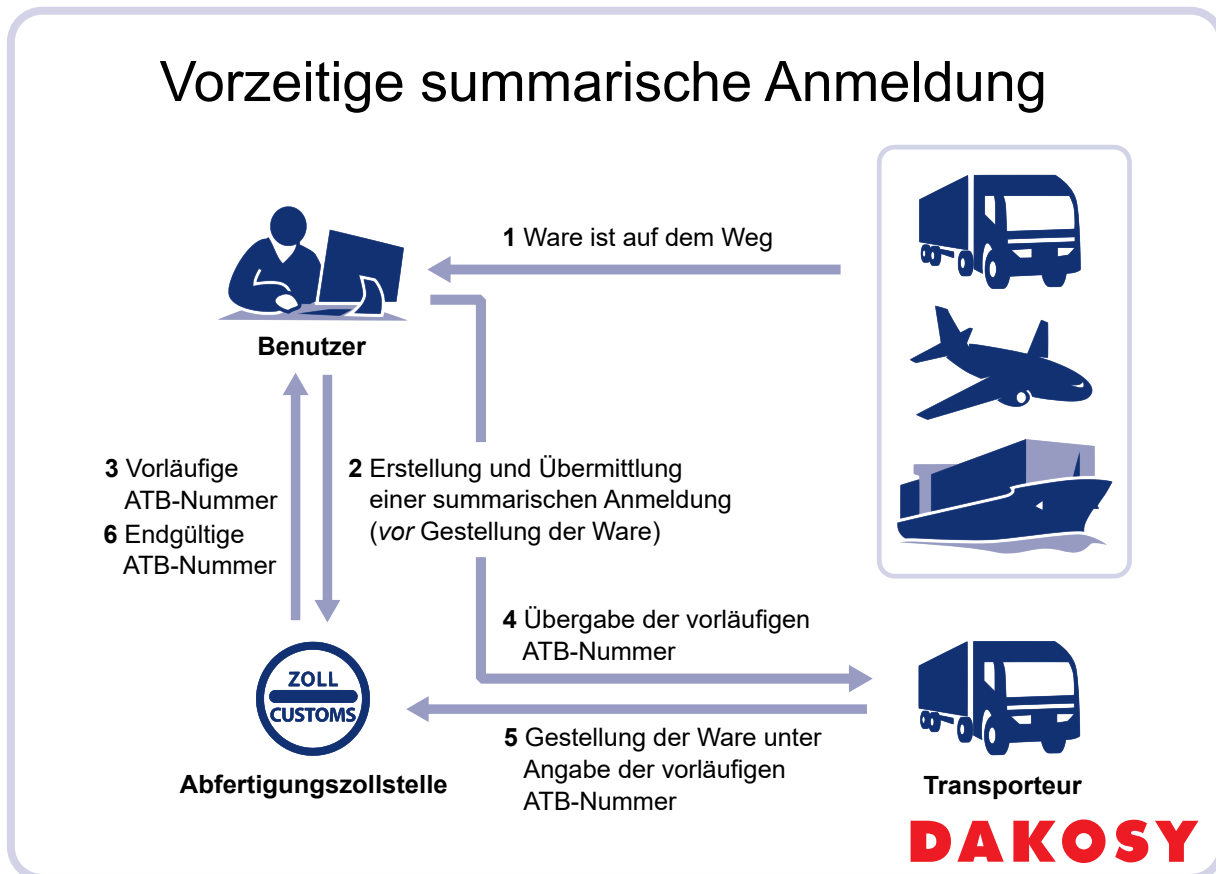 Vorzeitige summarische Anmeldung
1 Ware ist auf dem Weg
Benutzer
3 Vorläufige
ATB-Nummer
6 Endgültige
ATB-Nummer
2 Erstellung und Übermittlung
einer summarischen Anmeldung
(vor Gestellung der Ware)
4 Übergabe der vorläufigen
ATB-Nummer
ZOLL
CUSTOMS
Abfertigungszollstelle
5 Gestellung der Ware unter
Angabe der vorläufigen
ATB-Nummer
Transporteur
DAKOSY